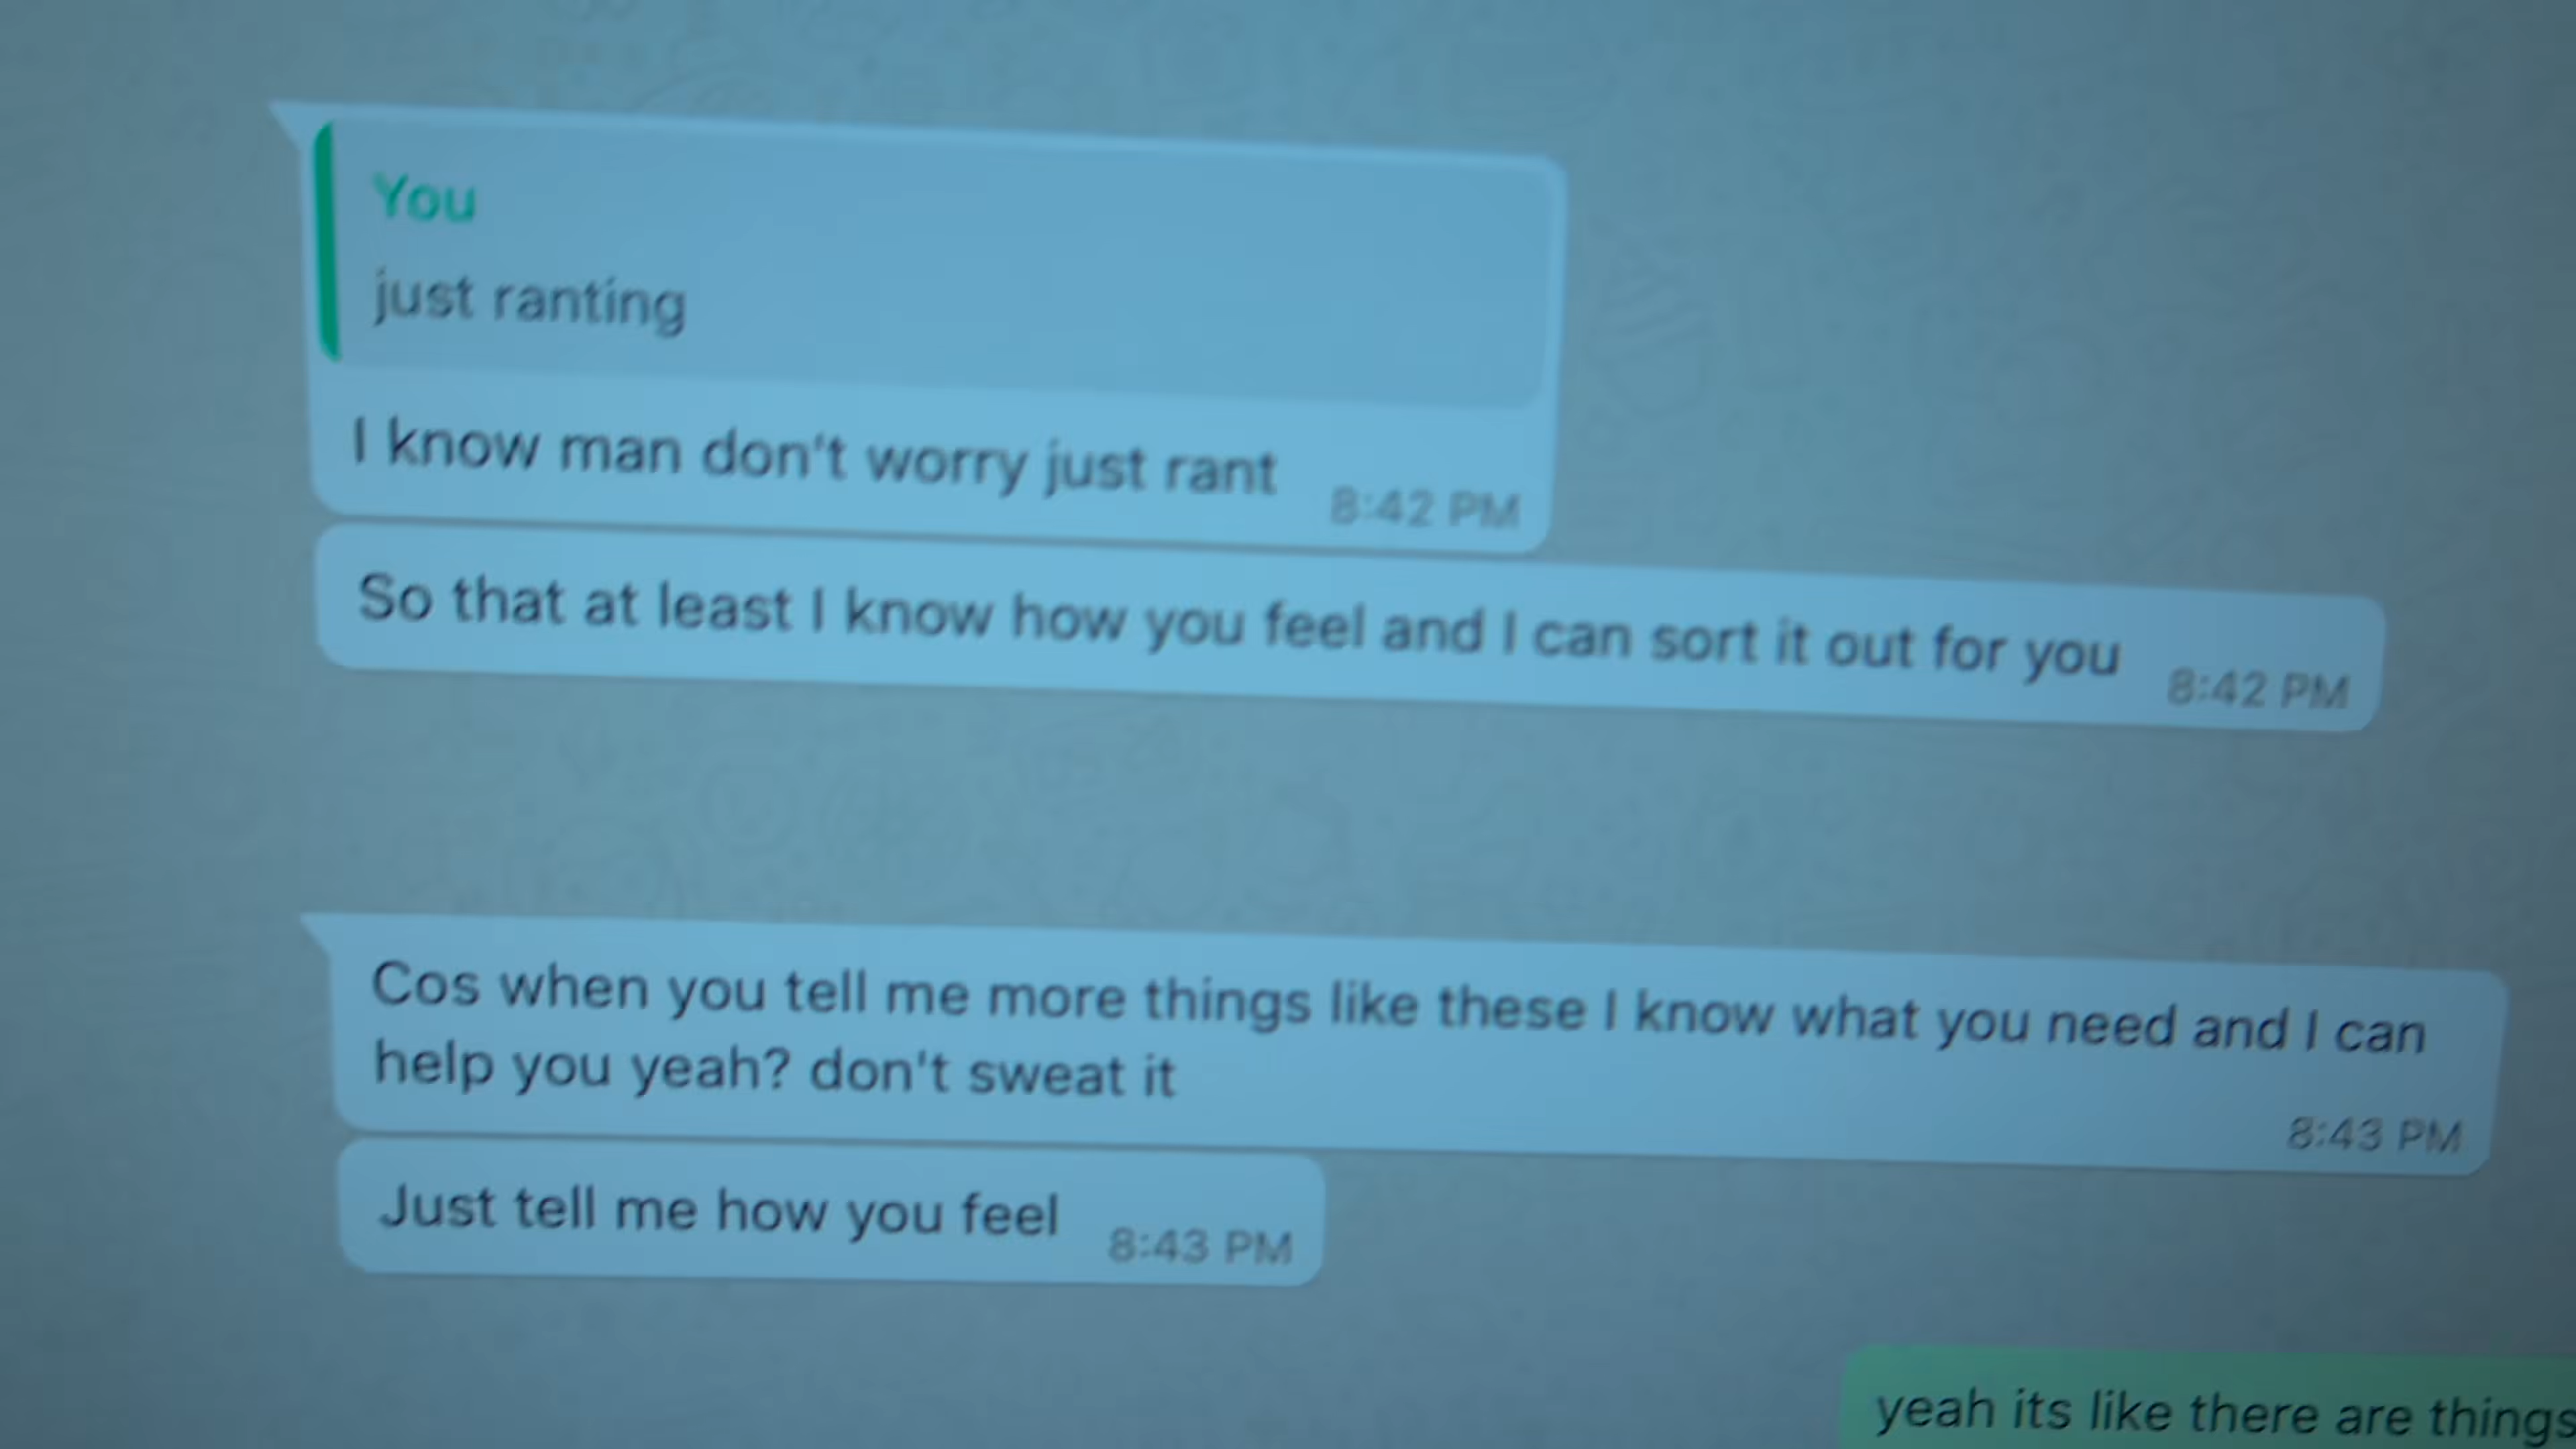 You
just ranting
I know man don't worry just rant
8:42 PM
So that at least I know how you feel and I can sort it out for you
8:42 PM
Cos when you tell me more things like these I know what you need and I can
help you yeah? don't sweat it
8:43 PM
Just tell me how you feel
8:43 PM
yeah its like there are things